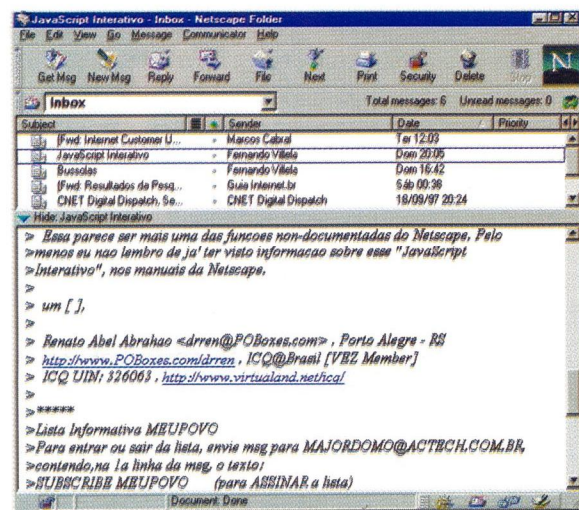 JavaScript Interativo - Inbox - Netscape Folder
File Edit View Go Message Communicator Help
Get Msg New Msg Reply Forward File Next Print Security Delete Stop
N
Inbox Total messages: 6 Unread messages: 0
Subject Sender Date Priority
[Fwd: Internet Customer U... Marcos Cabral Ter 12:03
JavaScript Interativo Fernando Villela Dom 20:05
Bussolas Fernando Villela Dom 16:42
[Fwd: Resultados da Pesq... Guia Internet.br Sáb 00:36
CNET Digital Dispatch, Se... CNET Digital Dispatch 18/09/97 20:24
Hide: JavaScript Interativo
> Essa parece ser mais uma das funcoes non-documentadas do Netscape. Pelo
>menos eu nao lembro de ja' ter visto informacao sobre esse "JavaScript
>Interativo", nos manuais da Netscape.
>
> um [ ],
>
> Renato Abel Abrahao <drren@POBoxes.com> , Porto Alegre - RS
> http://www.POBoxes.com/drren , ICQ@Brasil [VEZ Member]
> ICQ UIN: 326063 , http://www.virtualand.net/icq/
>
>*****
>Lista Informativa MEUPOVO
>Para entrar ou sair da lista, envie msg para MAJORDOMO@ACTECH.COM.BR,
>contendo,na 1a linha da msg, o texto:
>SUBSCRIBE MEUPOVO (para ASSINAR a lista)
Document: Done